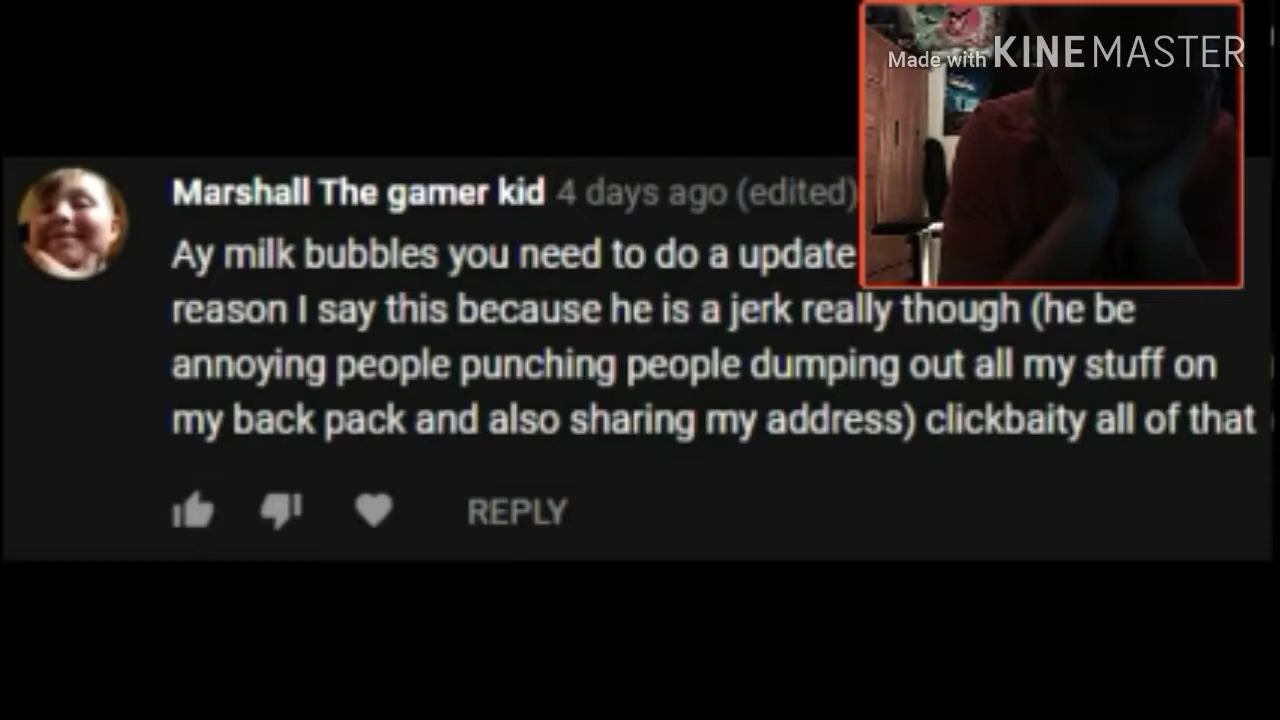 Made with KINEMASTER
Marshall The gamer kid 4 days ago (edited)
Ay milk bubbles you need to do a update
reason I say this because he is a jerk really though (he be
annoying people punching people dumping out all my stuff on
my back pack and also sharing my address) clickbaity all of that
REPLY